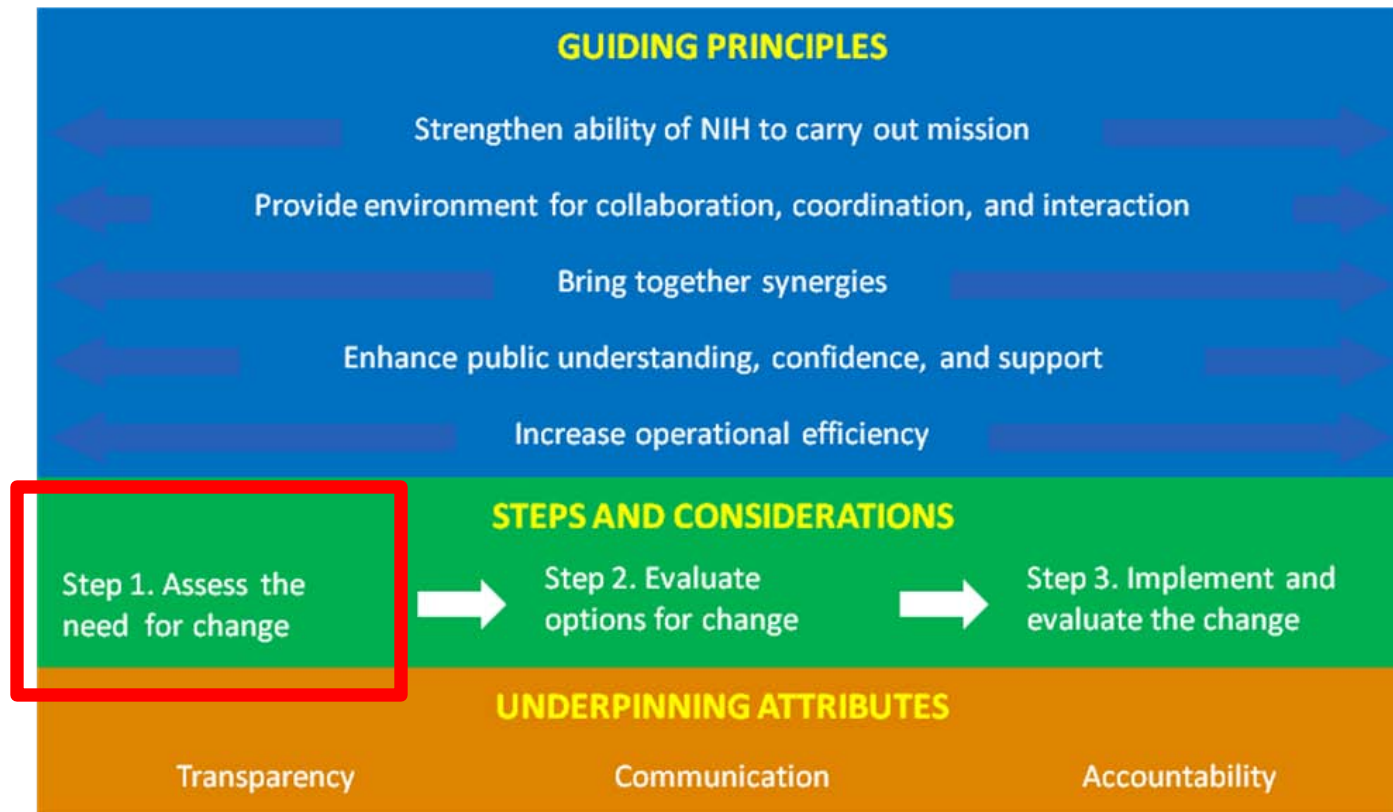 GUIDING PRINCIPLES
Strengthen ability of NIH to carry out mission
Provide environment for collaboration, coordination, and interaction
Bring together synergies
Enhance public understanding, confidence, and support
Increase operational efficiency
STEPS AND CONSIDERATIONS
Step 1. Assess the
need for change
Step 2. Evaluate
options for change
Step 3. Implement and
evaluate the change
UNDERPINNING ATTRIBUTES
Transparency
Communication
Accountability